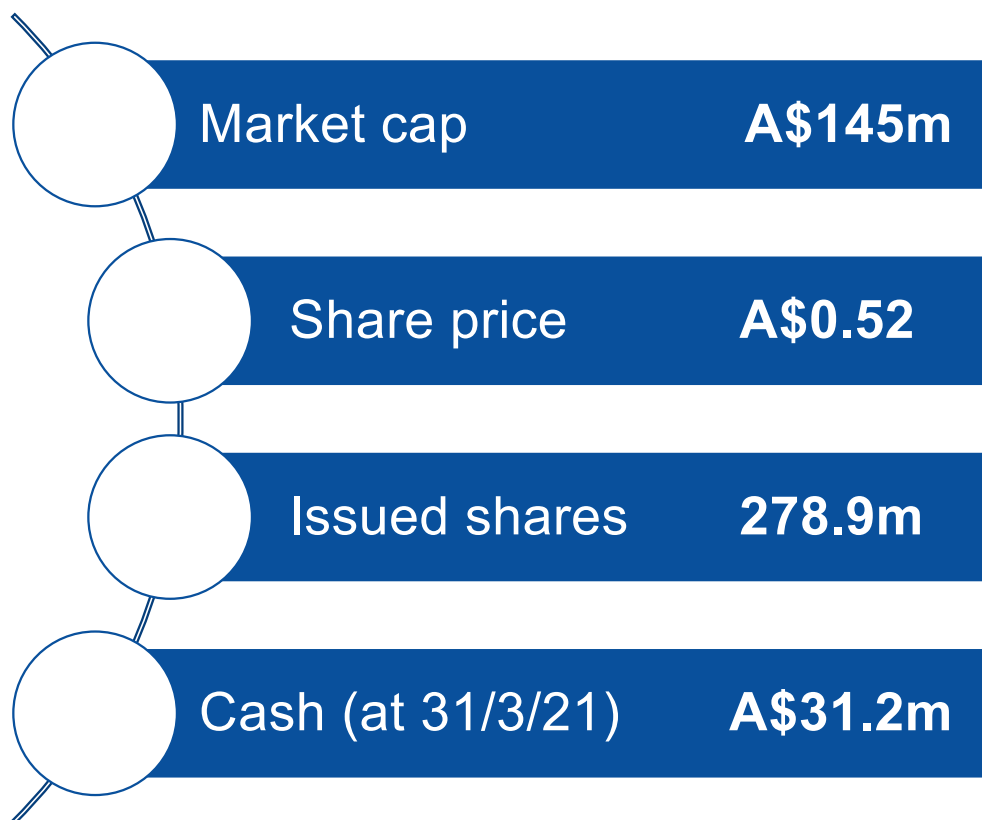 Market cap A$145m
Share price A$0.52
Issued shares 278.9m
Cash (at 31/3/21) A$31.2m